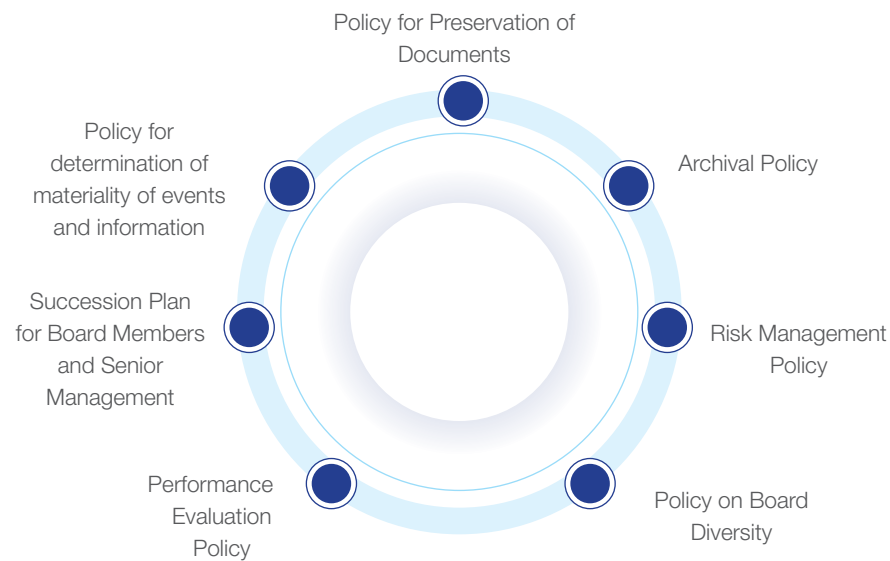 Policy for Preservation of
Documents
Archival Policy
Risk Management
Policy
Policy on Board
Diversity
Performance
Evaluation
Policy
Succession Plan
for Board Members
and Senior
Management
Policy for
determination of
materiality of events
and information